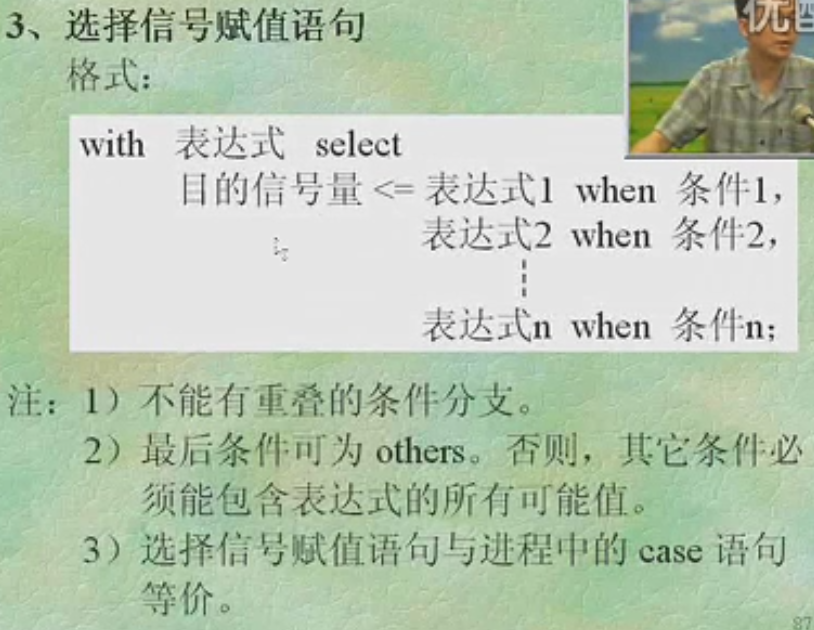 3、选择信号赋值语句
格式：
with 表达式 select
目的信号量 <= 表达式1 when 条件1，
表达式2 when 条件2，
表达式n when 条件n；
注：1）不能有重叠的条件分支。
2）最后条件可为 others。否则，其它条件必
须能包含表达式的所有可能值。
3）选择信号赋值语句与进程中的 case 语句
等价。
87